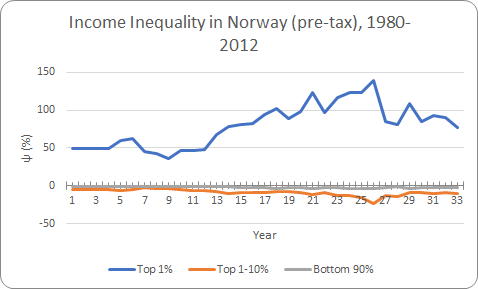 Income Inequality in Norway (pre-tax), 1980-
2012
150
100
50
0
-50
ψ (%)
1 3 5 7 9 11 13 15 17 19 21 23 25 27 29 31 33
Year
Top 1% Top 1-10% Bottom 90%